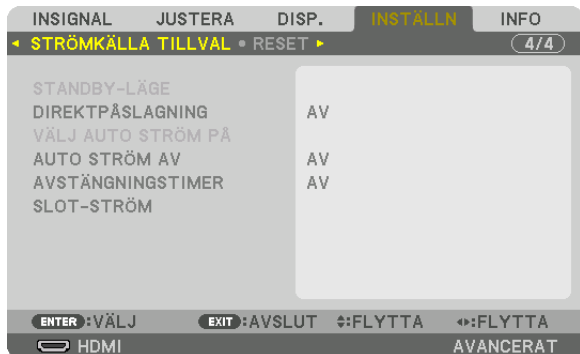 INSIGNAL JUSTERA DISP. INSTÄLLN INFO
◂ STRÖMKÄLLA TILLVAL • RESET ▸ 4/4
STANDBY-LÄGE
DIREKTPÅSLAGNING AV
VÄLJ AUTO STRÖM PÅ
AUTO STRÖM AV AV
AVSTÄNGNINGSTIMER AV
SLOT-STRÖM
ENTER:VÄLJ EXIT:AVSLUT ⬍:FLYTTA ◂▸:FLYTTA
HDMI AVANCERAT